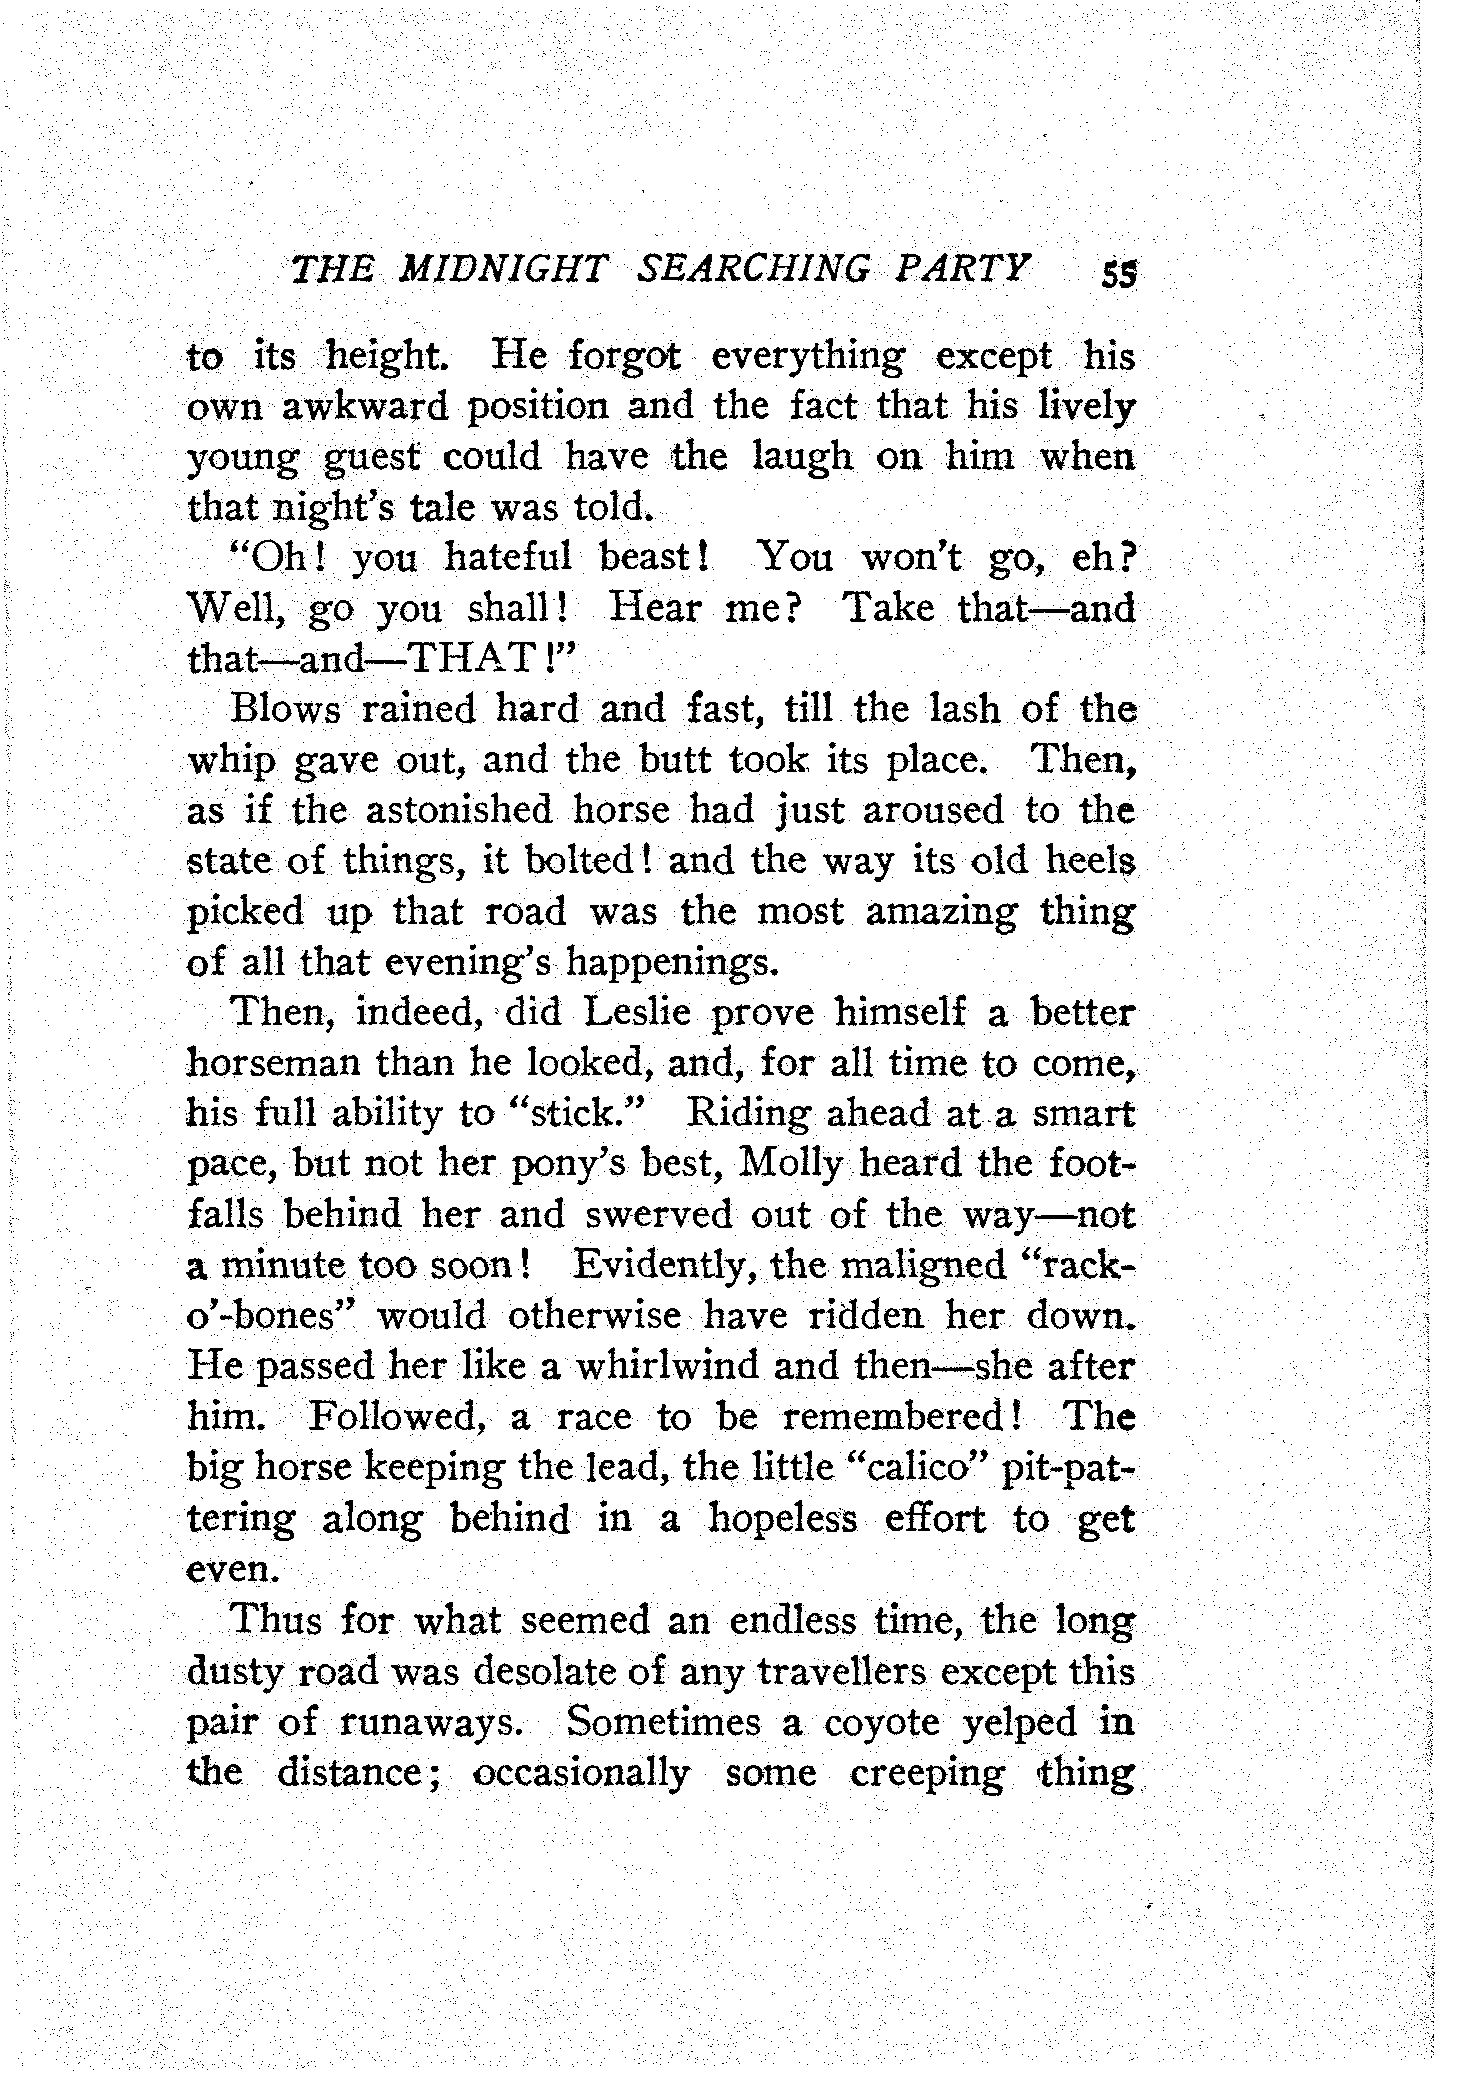 THE MIDNIGHT SEARCHING PARTY 55
to its height. He forgot everything except his
own awkward position and the fact that his lively
young guest could have the laugh on him when
that night's tale was told.
"Oh! you hateful beast! You won't go, eh?
Well, go you shall! Hear me? Take that—and
that—and—THAT!"
Blows rained hard and fast, till the lash of the
whip gave out, and the butt took its place. Then,
as if the astonished horse had just aroused to the
state of things, it bolted! and the way its old heels
picked up that road was the most amazing thing
of all that evening's happenings.
Then, indeed, did Leslie prove himself a better
horseman than he looked, and, for all time to come,
his full ability to "stick." Riding ahead at a smart
pace, but not her pony's best, Molly heard the foot-
falls behind her and swerved out of the way—not
a minute too soon! Evidently, the maligned "rack-
o'-bones" would otherwise have ridden her down.
He passed her like a whirlwind and then—she after
him. Followed, a race to be remembered! The
big horse keeping the lead, the little "calico" pit-pat-
tering along behind in a hopeless effort to get
even.
Thus for what seemed an endless time, the long
dusty road was desolate of any travellers except this
pair of runaways. Sometimes a coyote yelped in
the distance; occasionally some creeping thing